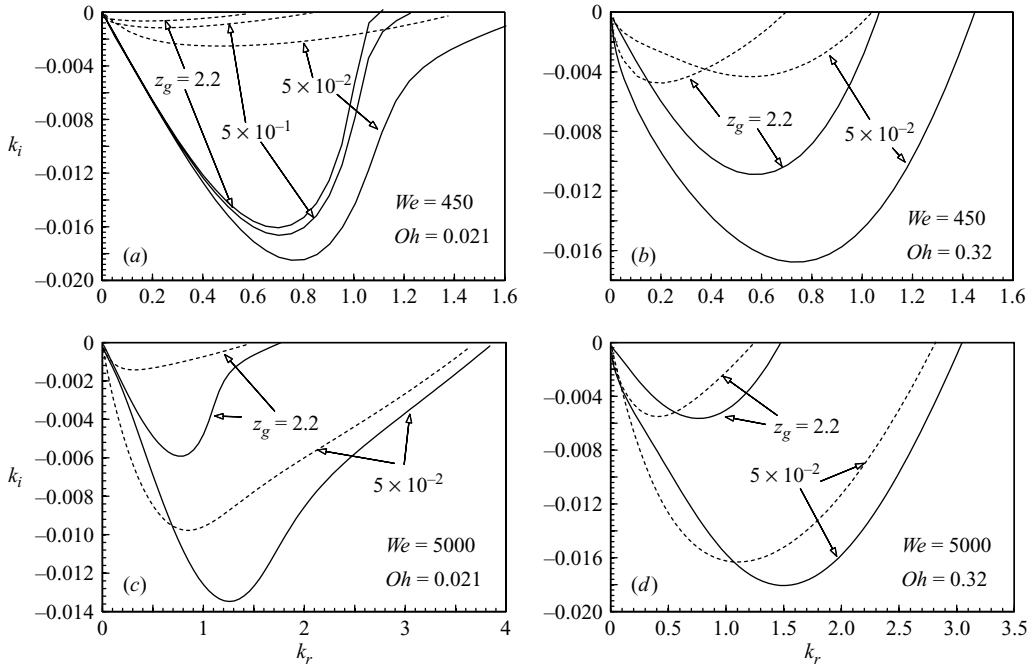 0
–0.004
–0.008
–0.012
–0.016
–0.020
k_i
z_g = 2.2
5 × 10^{–1}
5 × 10^{–2}
We = 450
Oh = 0.021
(a)
0 0.2 0.4 0.6 0.8 1.0 1.2 1.4 1.6
0
–0.004
–0.008
–0.012
–0.016
z_g = 2.2
5 × 10^{–2}
We = 450
Oh = 0.32
(b)
0 0.2 0.4 0.6 0.8 1.0 1.2 1.4 1.6
0
–0.002
–0.004
–0.006
–0.008
–0.010
–0.012
–0.014
k_i
z_g = 2.2
5 × 10^{–2}
We = 5000
Oh = 0.021
(c)
0 1 2 3 4
k_r
0
–0.004
–0.008
–0.012
–0.016
–0.020
z_g = 2.2
5 × 10^{–2}
We = 5000
Oh = 0.32
(d)
0 0.5 1.0 1.5 2.0 2.5 3.0 3.5
k_r